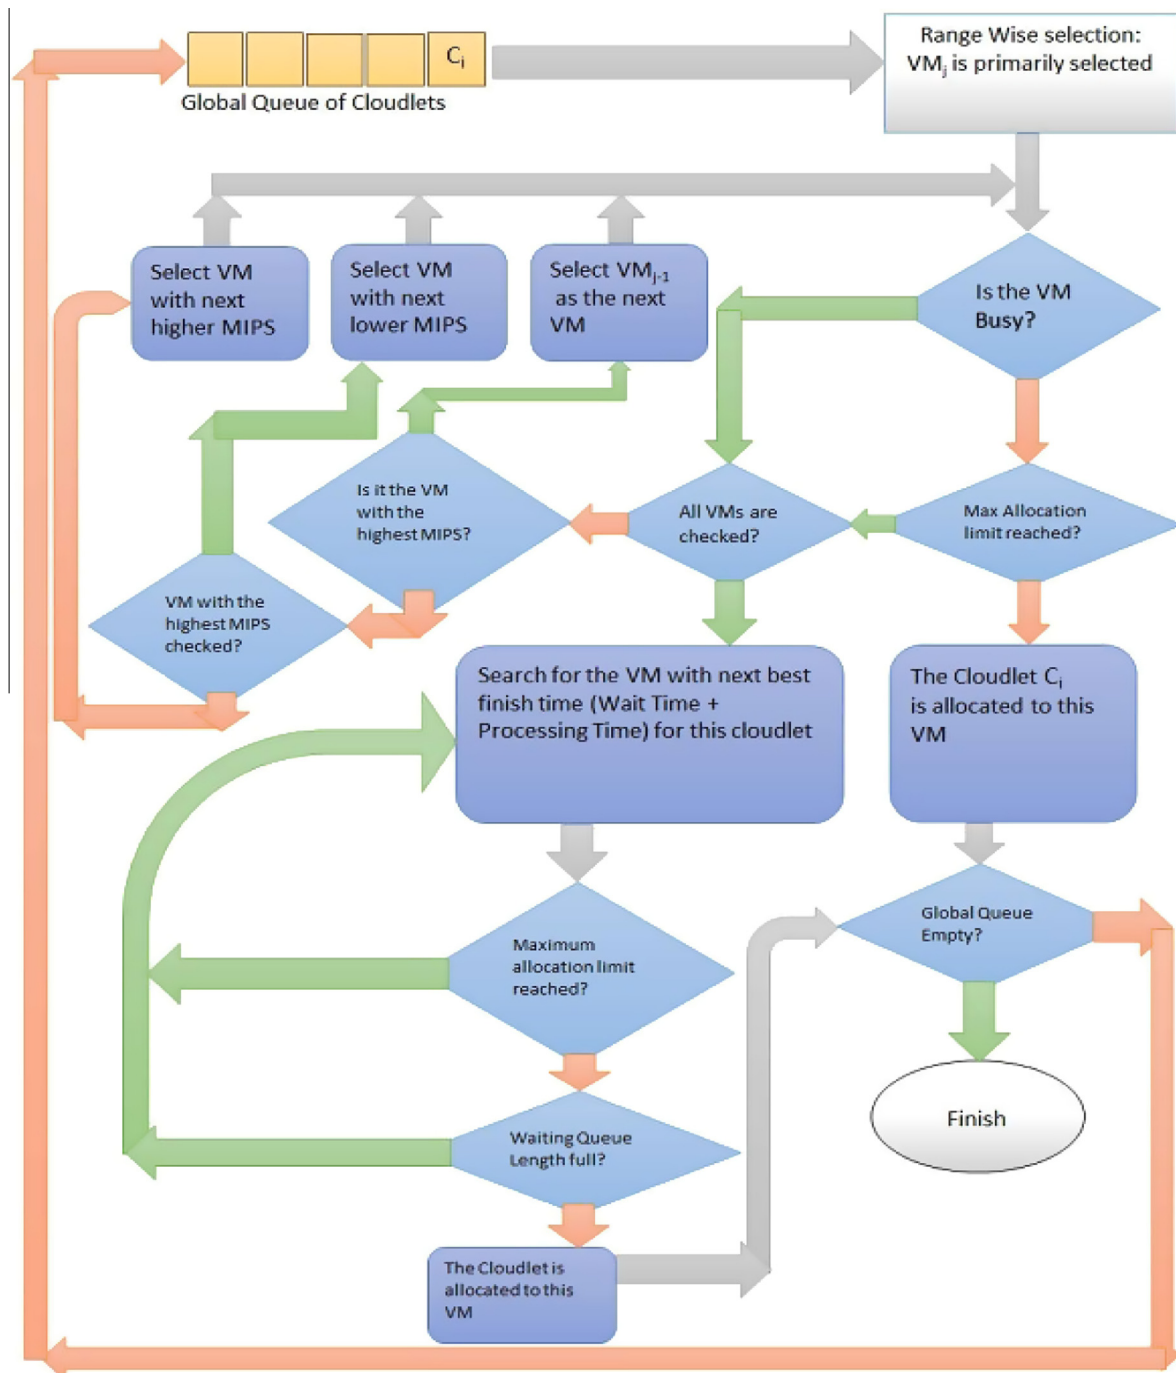 C_i
Global Queue of Cloudlets
Range Wise selection:
VM_j is primarily selected
Select VM
with next
higher MIPS
Select VM
with next
lower MIPS
Select VM_{j-1}
as the next
VM
Is the VM
Busy?
Is it the VM
with the
highest MIPS?
All VMs are
checked?
Max Allocation
limit reached?
VM with the
highest MIPS
checked?
Search for the VM with next best
finish time (Wait Time +
Processing Time) for this cloudlet
The Cloudlet C_i
is allocated to this
VM
Maximum
allocation limit
reached?
Global Queue
Empty?
Waiting Queue
Length full?
Finish
The Cloudlet is
allocated to this
VM